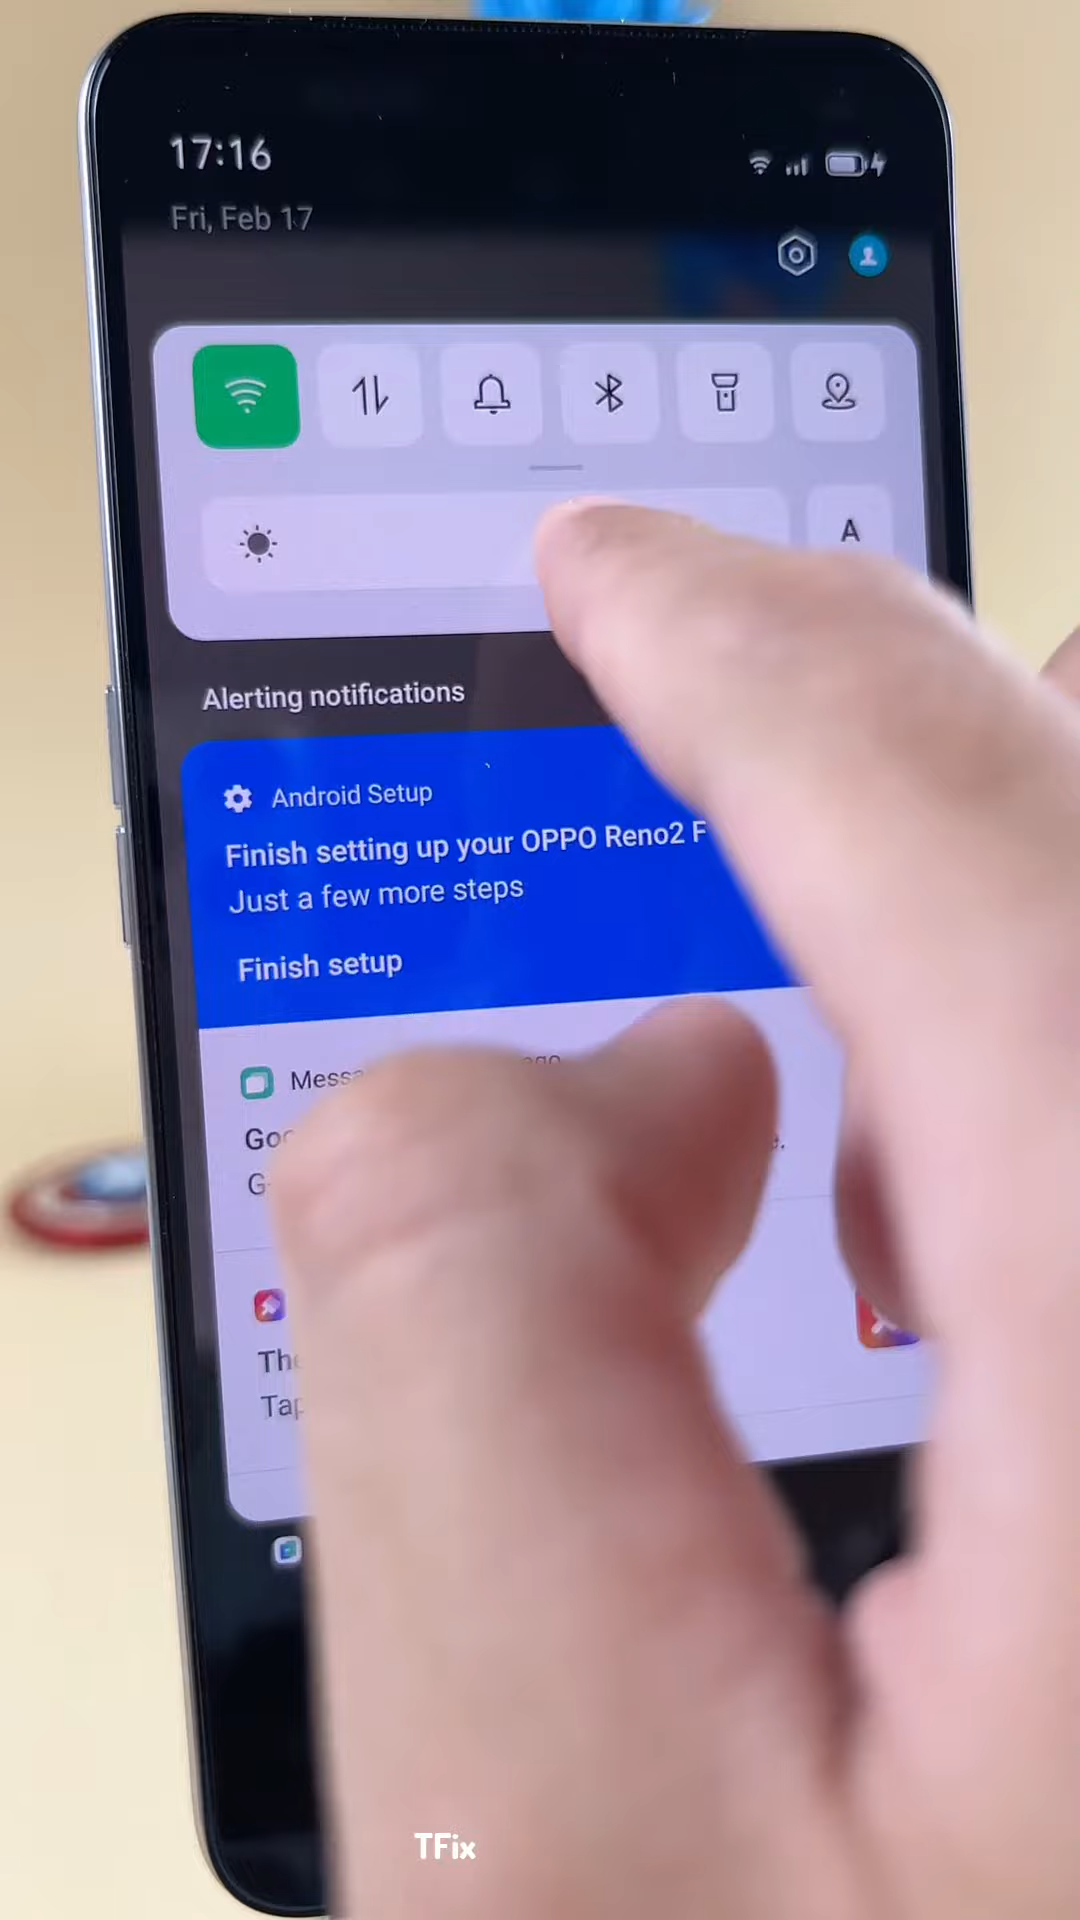 17:16
Fri, Feb 17
A
Alerting notifications
Android Setup
Finish setting up your OPPO Reno2 F
Just a few more steps
Finish setup
TFix